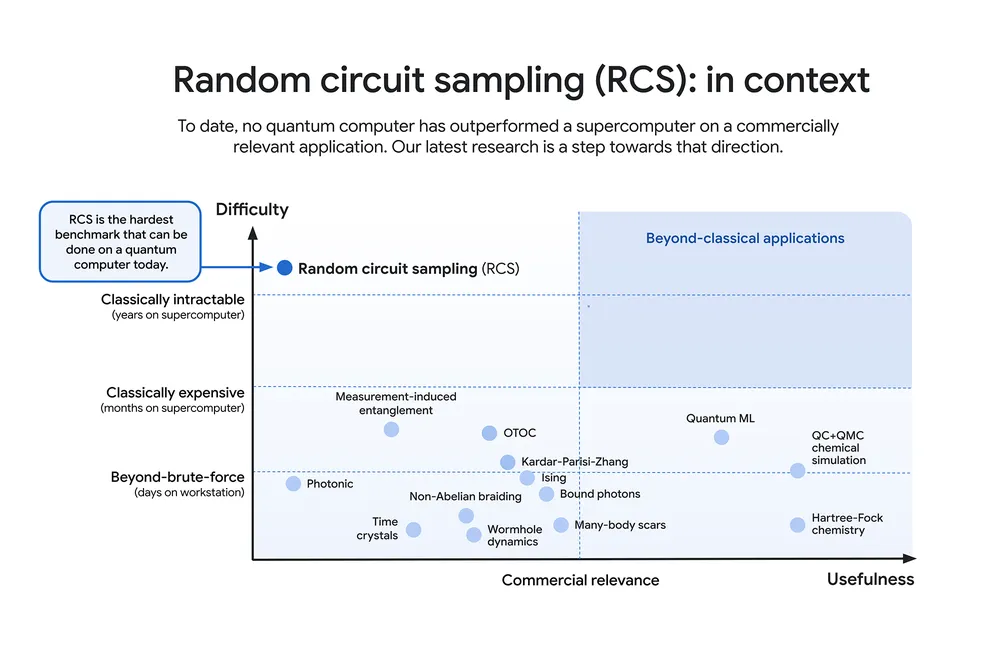 Random circuit sampling (RCS): in context
To date, no quantum computer has outperformed a supercomputer on a commercially
relevant application. Our latest research is a step towards that direction.
RCS is the hardest
benchmark that can be
done on a quantum
computer today.
Difficulty
Beyond-classical applications
Random circuit sampling (RCS)
Classically intractable
(years on supercomputer)
Classically expensive
(months on supercomputer)
Measurement-induced
entanglement
OTOC
Quantum ML
QC+QMC
chemical
simulation
Kardar-Parisi-Zhang
Beyond-brute-force
(days on workstation)
Photonic
Ising
Non-Abelian braiding
Bound photons
Time
crystals
Wormhole
dynamics
Many-body scars
Hartree-Fock
chemistry
Commercial relevance
Usefulness